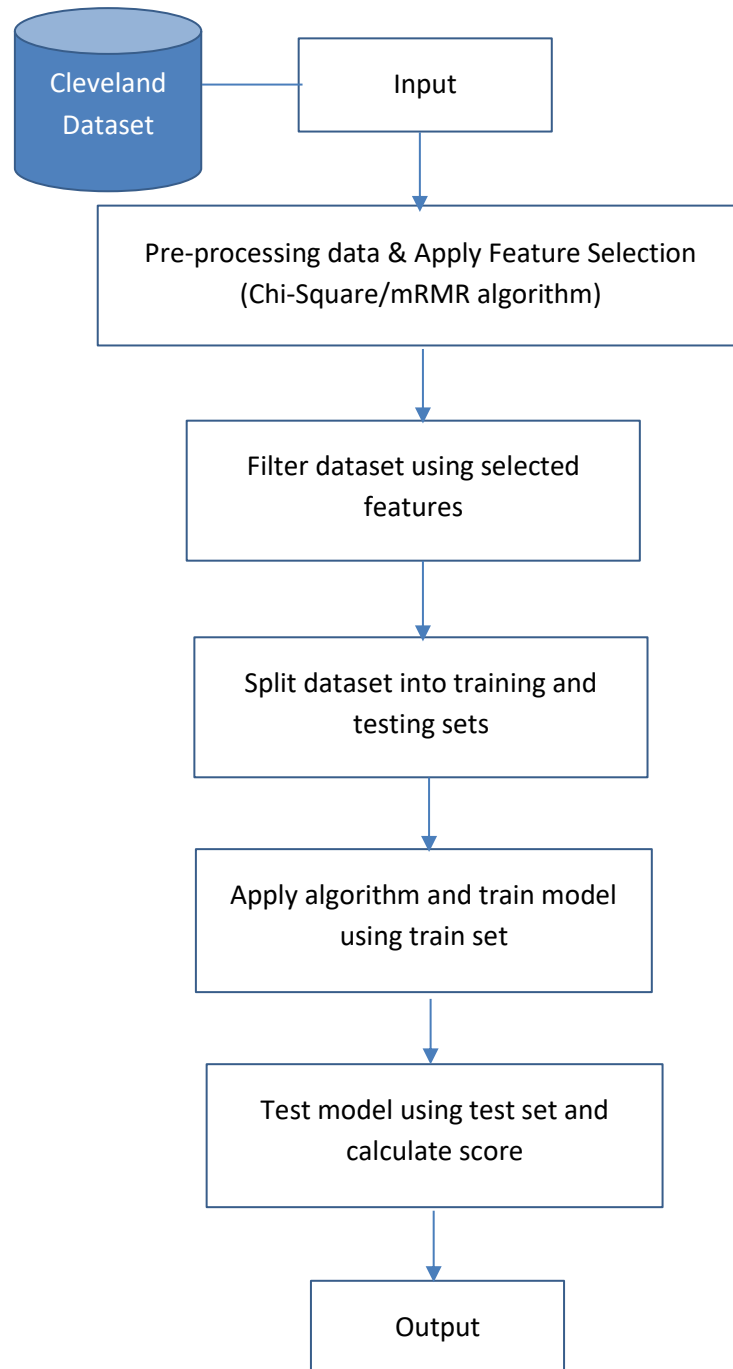 Cleveland
Dataset
Input
Pre-processing data & Apply Feature Selection
(Chi-Square/mRMR algorithm)
Filter dataset using selected
features
Split dataset into training and
testing sets
Apply algorithm and train model
using train set
Test model using test set and
calculate score
Output